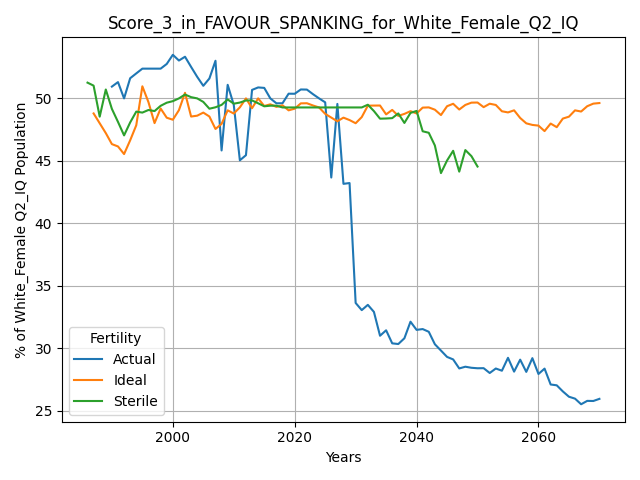 Score_3_in_FAVOUR_SPANKING_for_White_Female_Q2_IQ
% of White_Female Q2_IQ Population
50
45
40
35
30
25
Fertility
Actual
Ideal
Sterile
2000
2020
2040
2060
Years